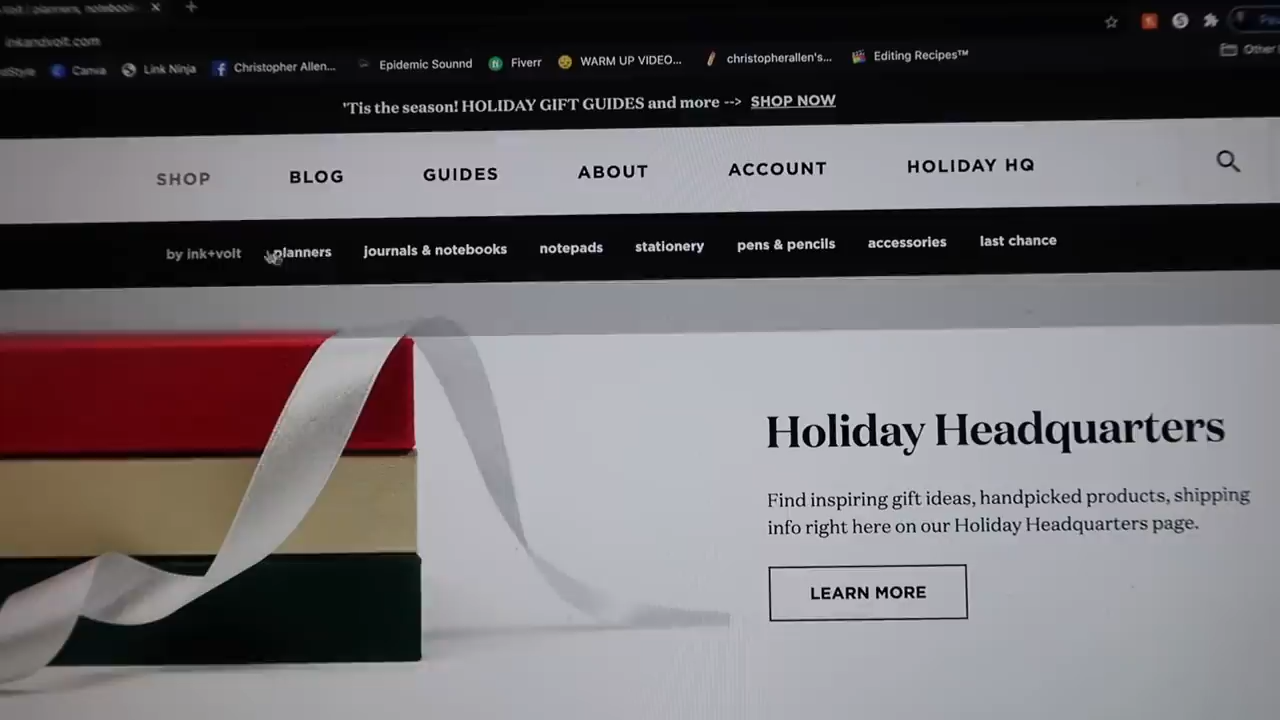 inkandvolt.com
Canva Link Ninja Christopher Allen... Epidemic Sounnd Fiverr WARM UP VIDEO... christopherallen's... Editing Recipes™ Other
'Tis the season! HOLIDAY GIFT GUIDES and more --> SHOP NOW
SHOP BLOG GUIDES ABOUT ACCOUNT HOLIDAY HQ
by ink+volt planners journals & notebooks notepads stationery pens & pencils accessories last chance
Holiday Headquarters
Find inspiring gift ideas, handpicked products, shipping
info right here on our Holiday Headquarters page.
LEARN MORE